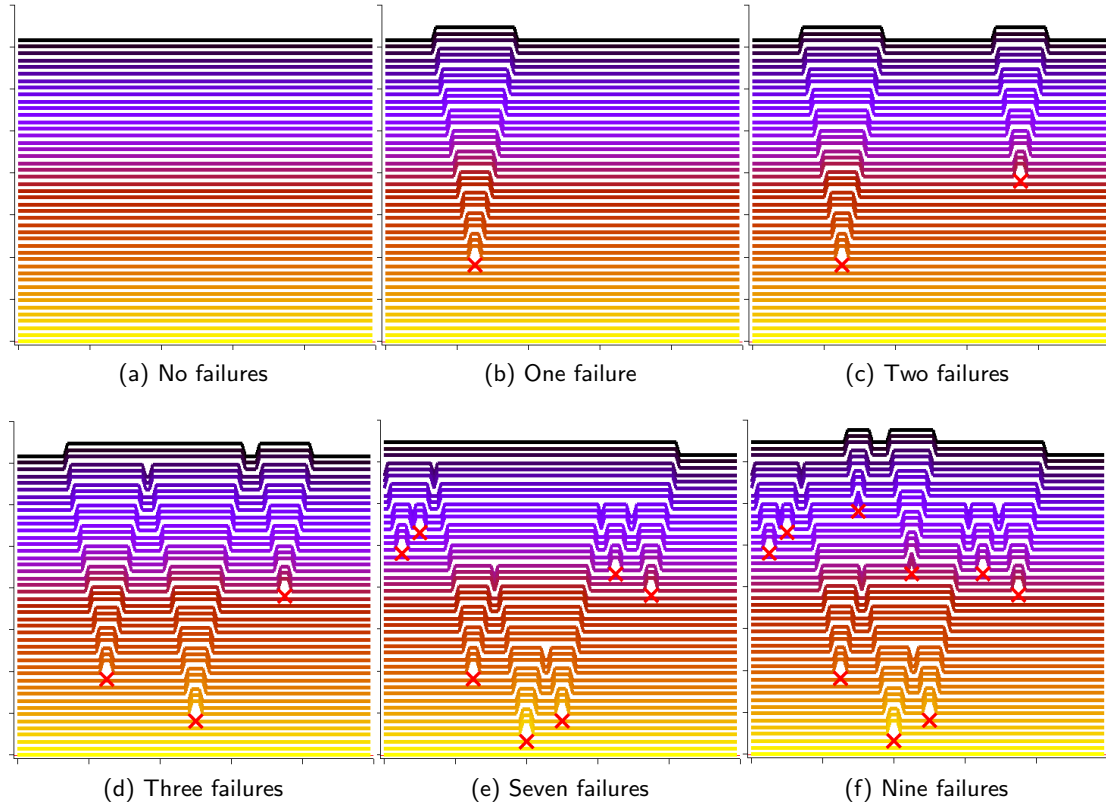 (a) No failures
(b) One failure
(c) Two failures
(d) Three failures
(e) Seven failures
(f) Nine failures